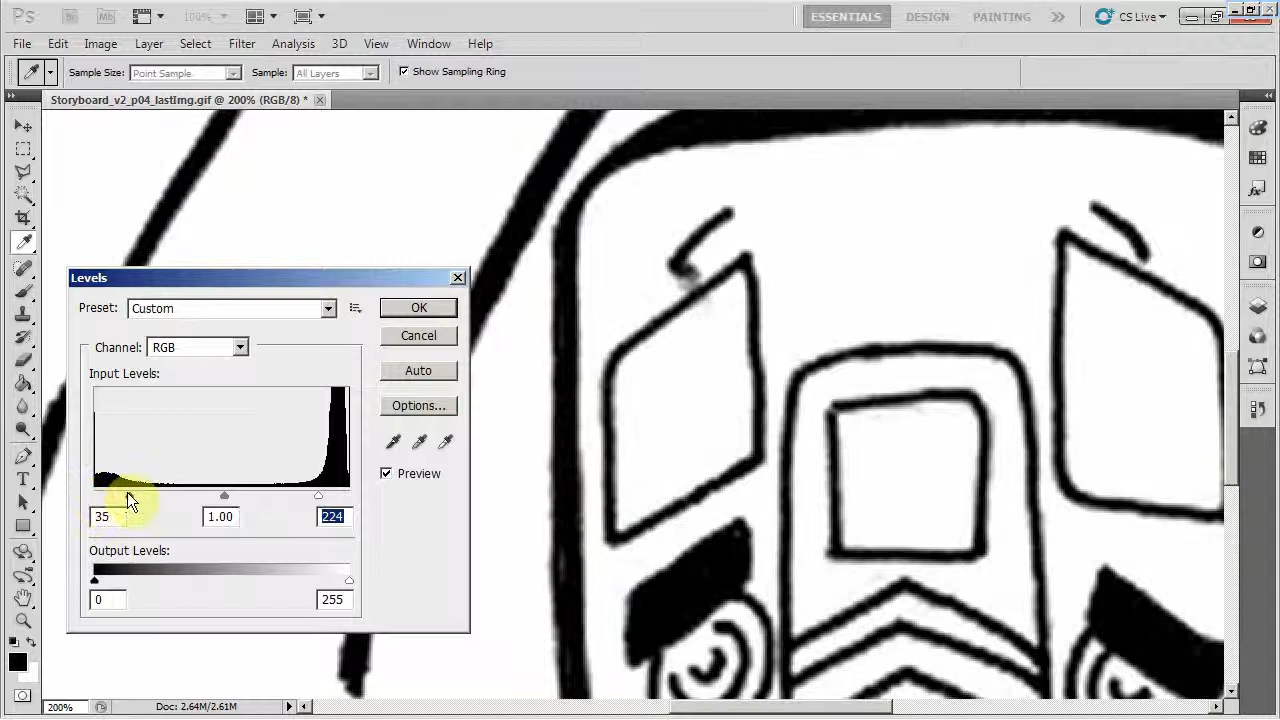 Ps Br Mb 100% ESSENTIALS DESIGN PAINTING CS Live
File Edit Image Layer Select Filter Analysis 3D View Window Help
Sample Size: Point Sample Sample: All Layers Show Sampling Ring
Storyboard_v2_p04_lastImg.gif @ 200% (RGB/8) *
Levels
Preset: Custom OK
Cancel
Channel: RGB
Input Levels: Auto
Options...
Preview
35 1.00 224
Output Levels:
0 255
T
200% Doc: 2.64M/2.61M